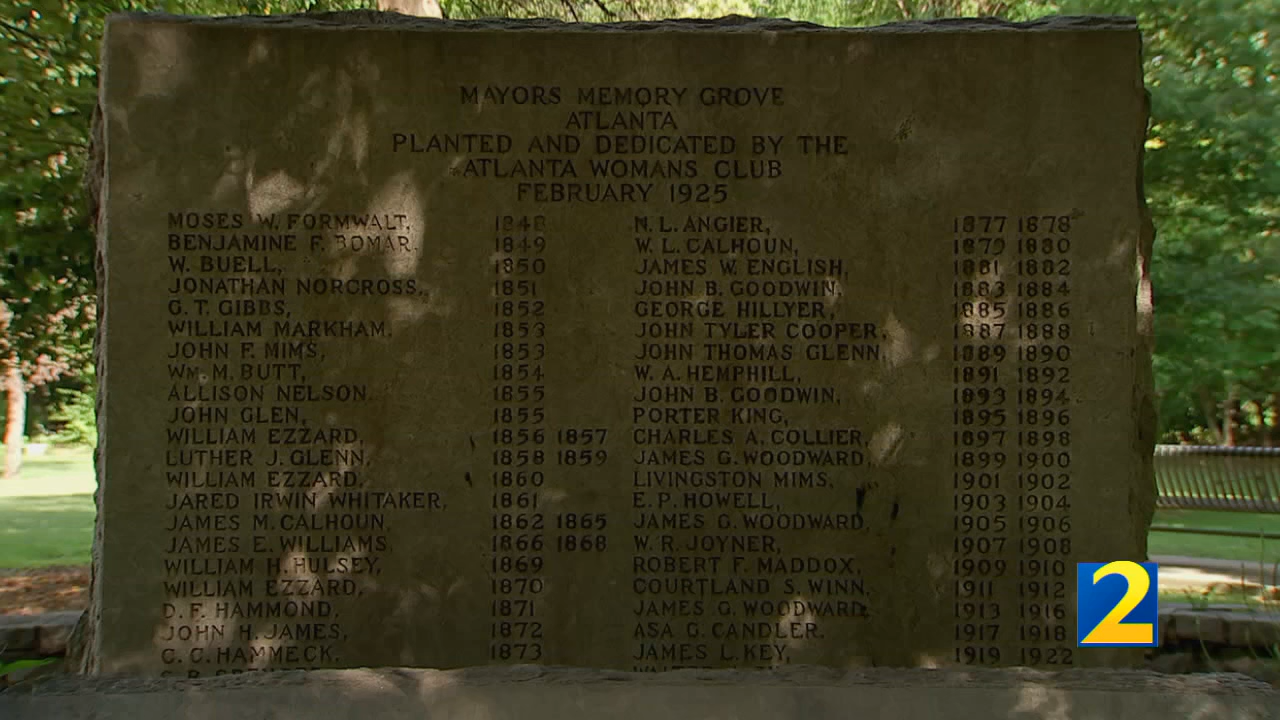 MAYORS MEMORY GROVE
ATLANTA
PLANTED AND DEDICATED BY THE
ATLANTA WOMANS CLUB
FEBRUARY 1925
MOSES W. FORMWALT, 1848 N. L. ANGIER, 1877 1878
BENJAMINE F. BOMAR. 1849 W. L. CALHOUN, 1879 1880
W. BUELL, 1850 JAMES W. ENGLISH, 1881 1882
JONATHAN NORCROSS., 1851 JOHN B. GOODWIN, 1883 1884
G. T. GIBBS, 1852 GEORGE HILLYER, 1885 1886
WILLIAM MARKHAM. 1853 JOHN TYLER COOPER, 1887 1888
JOHN F. MIMS, 1853 JOHN THOMAS GLENN, 1889 1890
WM. M. BUTT, 1854 W. A. HEMPHILL, 1891 1892
ALLISON NELSON. 1855 JOHN B. GOODWIN, 1893 1894
JOHN GLEN, 1855 PORTER KING, 1895 1896
WILLIAM EZZARD, 1856 1857 CHARLES A. COLLIER, 1897 1898
LUTHER J. GLENN, 1858 1859 JAMES G. WOODWARD, 1899 1900
WILLIAM EZZARD, 1860 LIVINGSTON MIMS, 1901 1902
JARED IRWIN WHITAKER, 1861 E. P. HOWELL, 1903 1904
JAMES M. CALHOUN, 1862 1865 JAMES G. WOODWARD, 1905 1906
JAMES E. WILLIAMS, 1866 1868 W. R. JOYNER, 1907 1908
WILLIAM H. HULSEY, 1869 ROBERT F. MADDOX, 1909 1910
WILLIAM EZZARD, 1870 COURTLAND S. WINN, 1911 1912
D. F. HAMMOND, 1871 JAMES G. WOODWARD, 1913 1916
JOHN H. JAMES, 1872 ASA G. CANDLER. 1917 1918
C. C. HAMMECK. 1873 JAMES L. KEY, 1919 1922
2